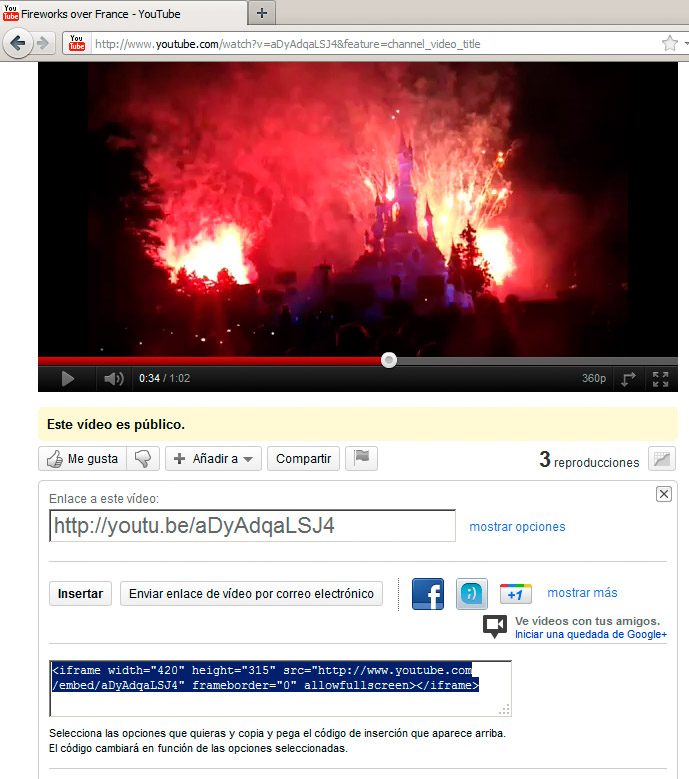 You Tube Fireworks over France - YouTube
You Tube http://www.youtube.com/watch?v=aDyAdqaLSJ4&feature=channel_video_title
0:34 / 1:02 360p
Este vídeo es público.
Me gusta Añadir a Compartir 3 reproducciones
Enlace a este vídeo:
http://youtu.be/aDyAdqaLSJ4 mostrar opciones
Insertar Enviar enlace de vídeo por correo electrónico f ;) +1 mostrar más
Ve videos con tus amigos.
Iniciar una quedada de Google+
<iframe width="420" height="315" src="http://www.youtube.com
/embed/aDyAdqaLSJ4" frameborder="0" allowfullscreen></iframe>
Selecciona las opciones que quieras y copia y pega el código de inserción que aparece arriba.
El código cambiará en función de las opciones seleccionadas.